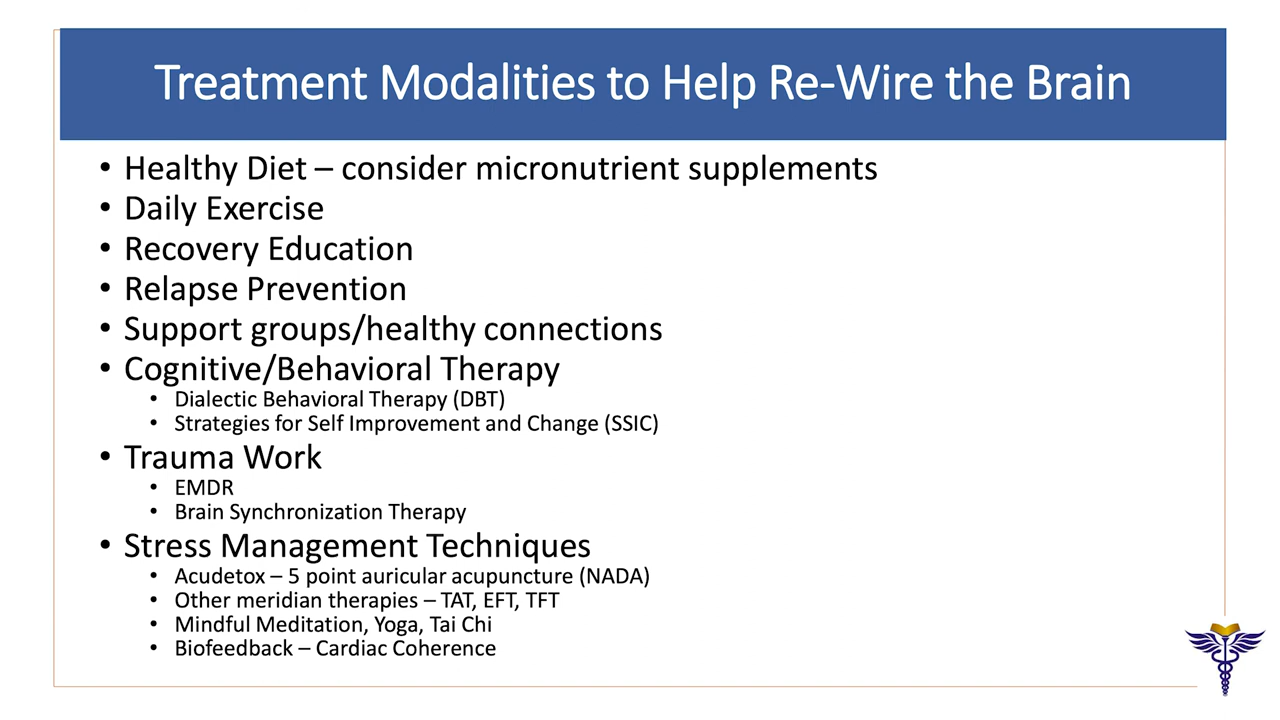 Treatment Modalities to Help Re-Wire the Brain
• Healthy Diet – consider micronutrient supplements
• Daily Exercise
• Recovery Education
• Relapse Prevention
• Support groups/healthy connections
• Cognitive/Behavioral Therapy
• Dialectic Behavioral Therapy (DBT)
• Strategies for Self Improvement and Change (SSIC)
• Trauma Work
• EMDR
• Brain Synchronization Therapy
• Stress Management Techniques
• Acudetox – 5 point auricular acupuncture (NADA)
• Other meridian therapies – TAT, EFT, TFT
• Mindful Meditation, Yoga, Tai Chi
• Biofeedback – Cardiac Coherence